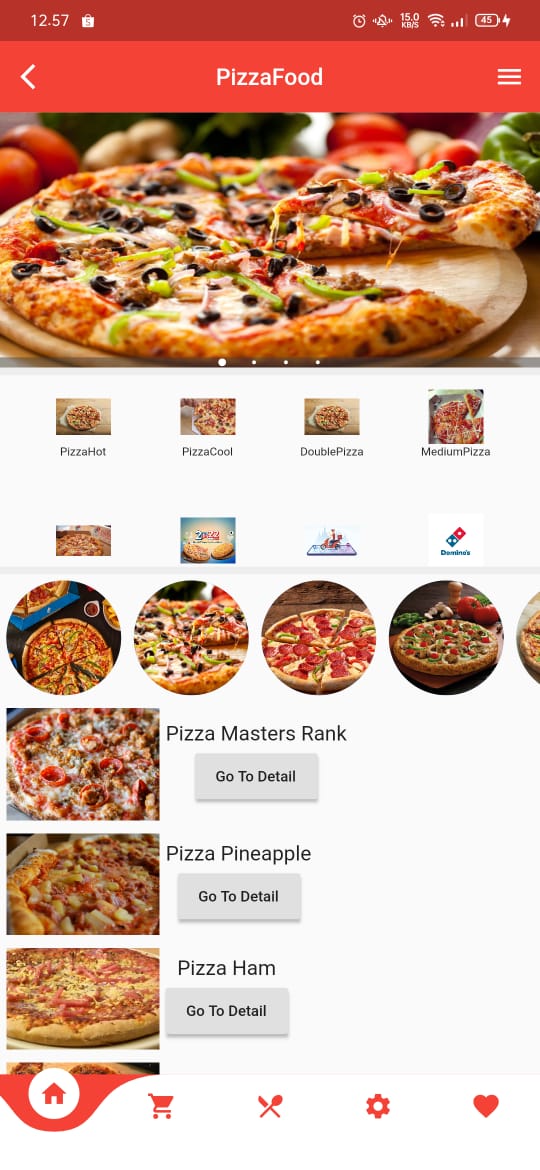 12.57
15.0
KB/S
45
PizzaFood
PizzaHot
PizzaCool
DoublePizza
MediumPizza
2022
Domino's
Pizza Masters Rank
Go To Detail
Pizza Pineapple
Go To Detail
Pizza Ham
Go To Detail